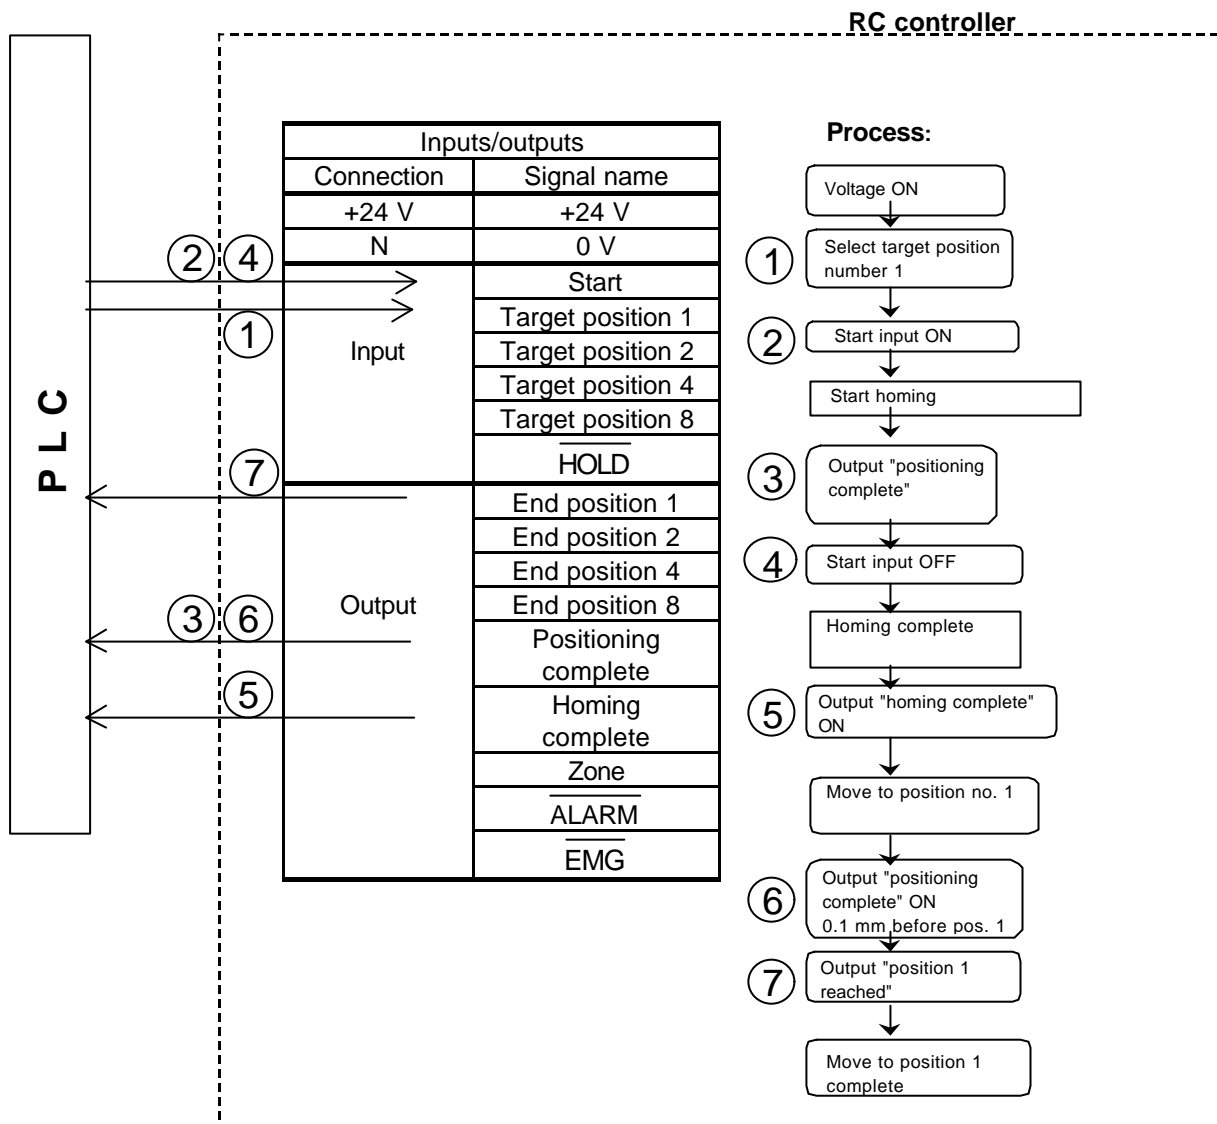 RC controller
PLC
Inputs/outputs
Connection Signal name
+24 V +24 V
N 0 V
Input
Start
Target position 1
Target position 2
Target position 4
Target position 8
HOLD
Output
End position 1
End position 2
End position 4
End position 8
Positioning
complete
Homing
complete
Zone
ALARM
EMG
2 4
1
7
3 6
5
Process:
Voltage ON
1
Select target position
number 1
2
Start input ON
Start homing
3
Output "positioning
complete"
4
Start input OFF
Homing complete
5
Output "homing complete"
ON
Move to position no. 1
6
Output "positioning
complete" ON
0.1 mm before pos. 1
7
Output "position 1
reached"
Move to position 1
complete